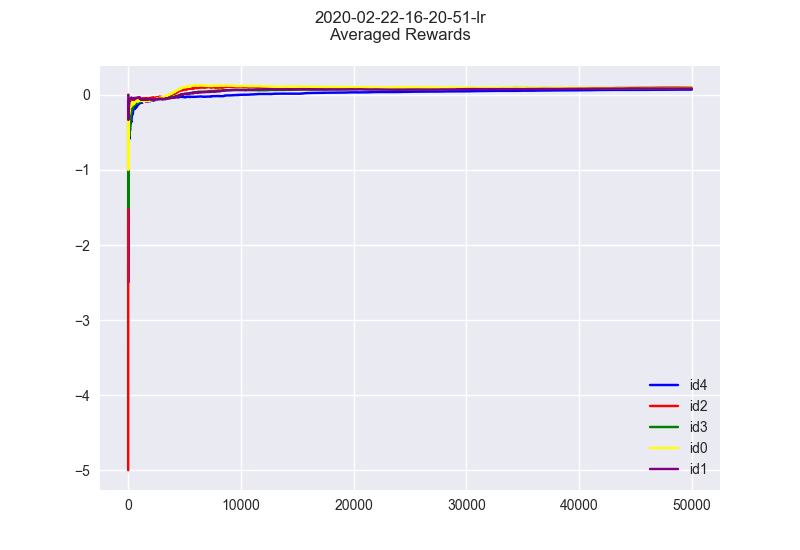 2020-02-22-16-20-51-lr
Averaged Rewards
0
−1
−2
−3
−4
−5
0 10000 20000 30000 40000 50000
id4
id2
id3
id0
id1